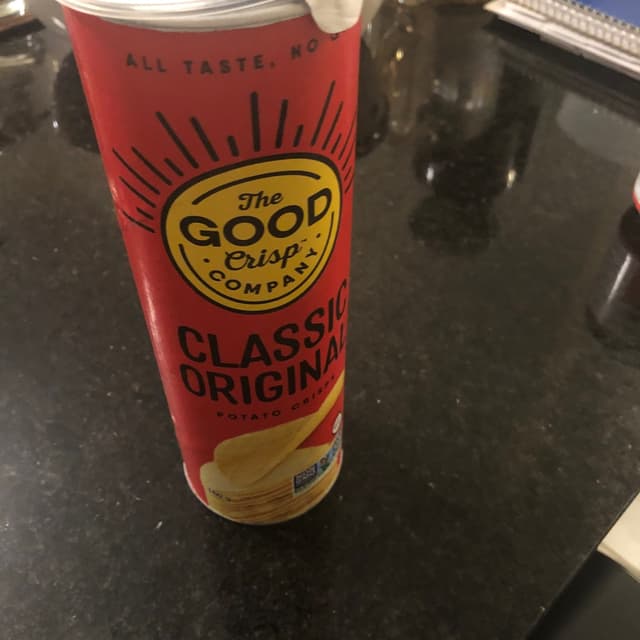 ALL TASTE, NO
The
GOOD
Crisp
COMPANY
CLASSIC
ORIGINAL
POTATO CRISPS